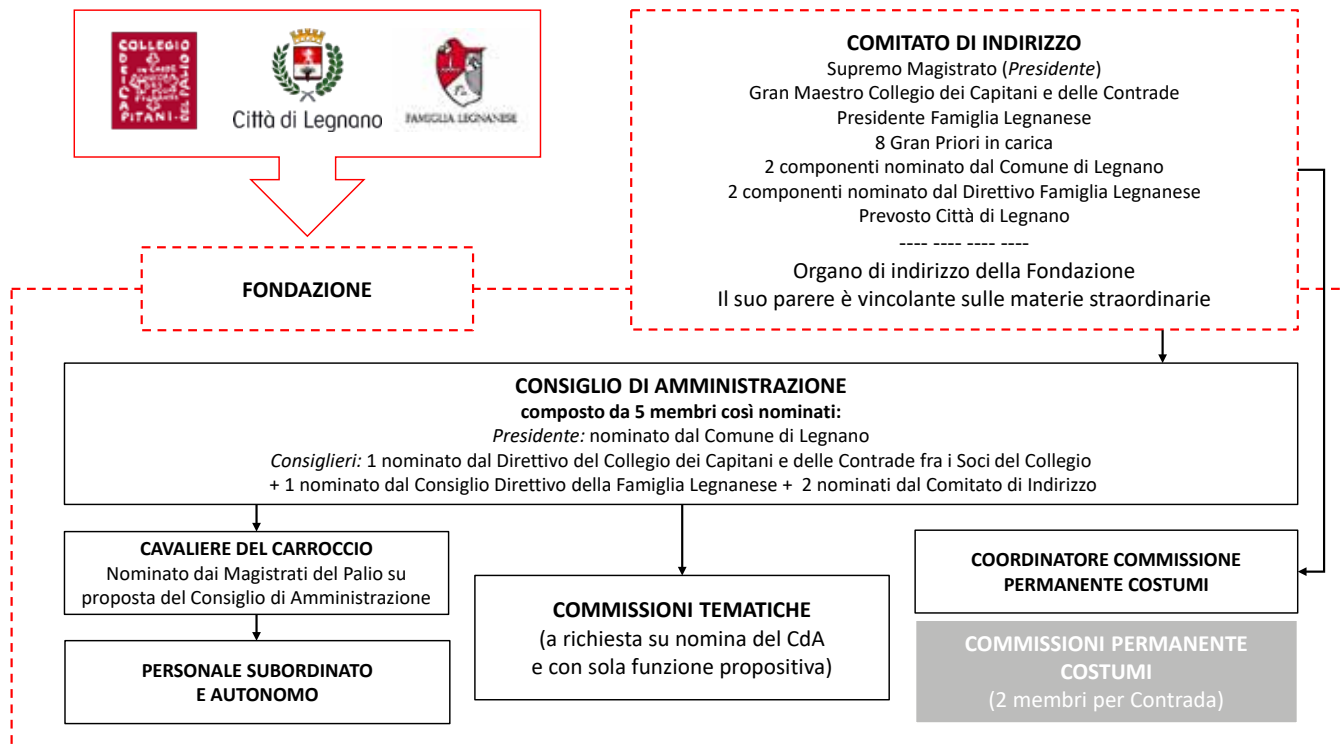 COLLEGIO
PITANI-E
Città di Legnano
FAMIGLIA LEGNANESE
COMITATO DI INDIRIZZO
Supremo Magistrato (Presidente)
Gran Maestro Collegio dei Capitani e delle Contrade
Presidente Famiglia Legnanese
8 Gran Priori in carica
2 componenti nominato dal Comune di Legnano
2 componenti nominato dal Direttivo Famiglia Legnanese
Prevosto Città di Legnano
---- ---- ---- ----
Organo di indirizzo della Fondazione
Il suo parere è vincolante sulle materie straordinarie
FONDAZIONE
CONSIGLIO DI AMMINISTRAZIONE
composto da 5 membri così nominati:
Presidente: nominato dal Comune di Legnano
Consiglieri: 1 nominato dal Direttivo del Collegio dei Capitani e delle Contrade fra i Soci del Collegio
+ 1 nominato dal Consiglio Direttivo della Famiglia Legnanese + 2 nominati dal Comitato di Indirizzo
CAVALIERE DEL CARROCCIO
Nominato dai Magistrati del Palio su
proposta del Consiglio di Amministrazione
PERSONALE SUBORDINATO
E AUTONOMO
COMMISSIONI TEMATICHE
(a richiesta su nomina del CdA
e con sola funzione propositiva)
COORDINATORE COMMISSIONE
PERMANENTE COSTUMI
COMMISSIONI PERMANENTE
COSTUMI
(2 membri per Contrada)